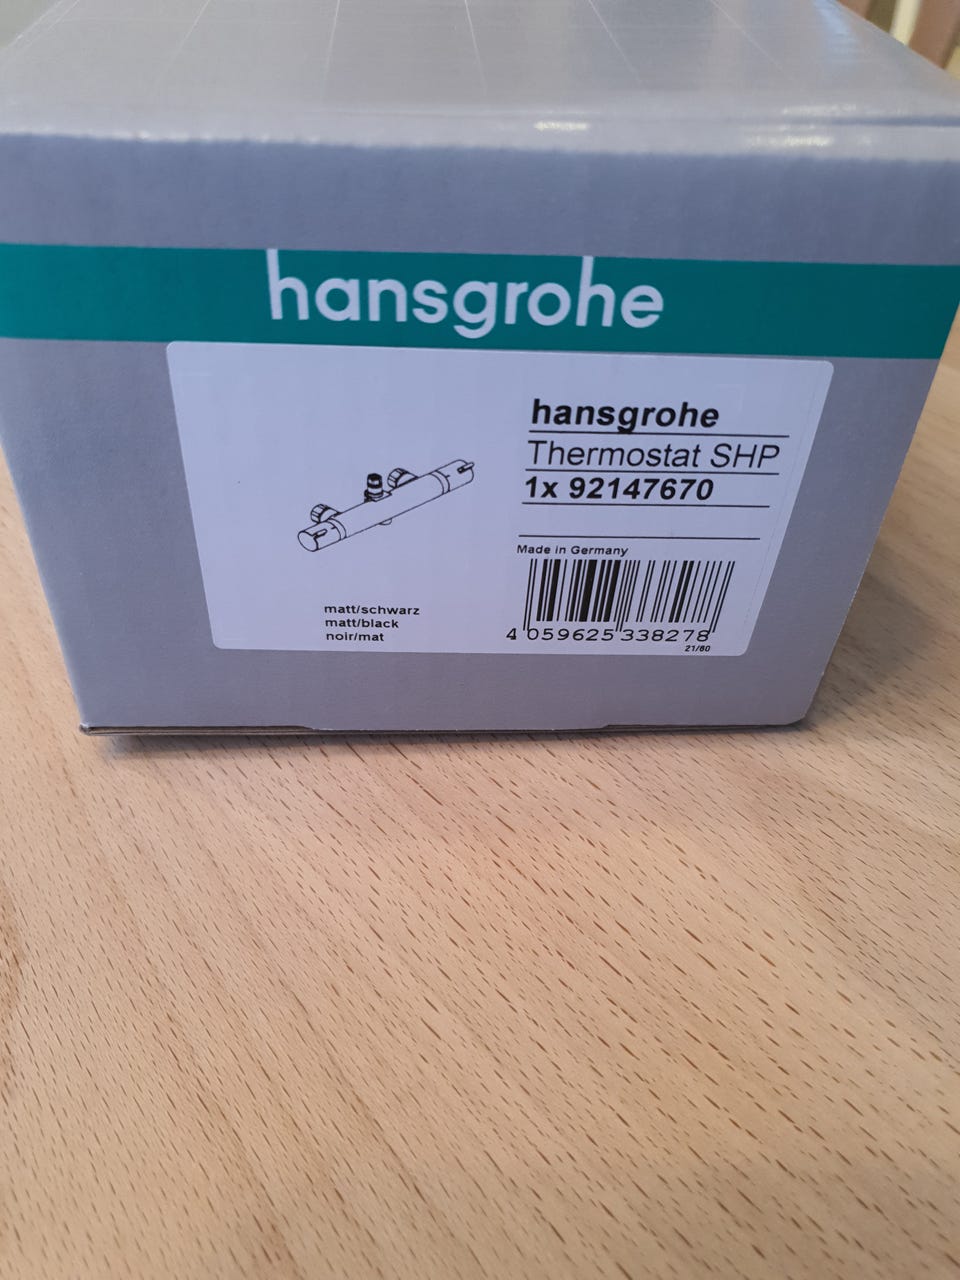 hansgrohe
hansgrohe
Thermostat SHP
1x 92147670
Made in Germany
matt/schwarz
matt/black
noir/mat
4 059625 338278
21/60